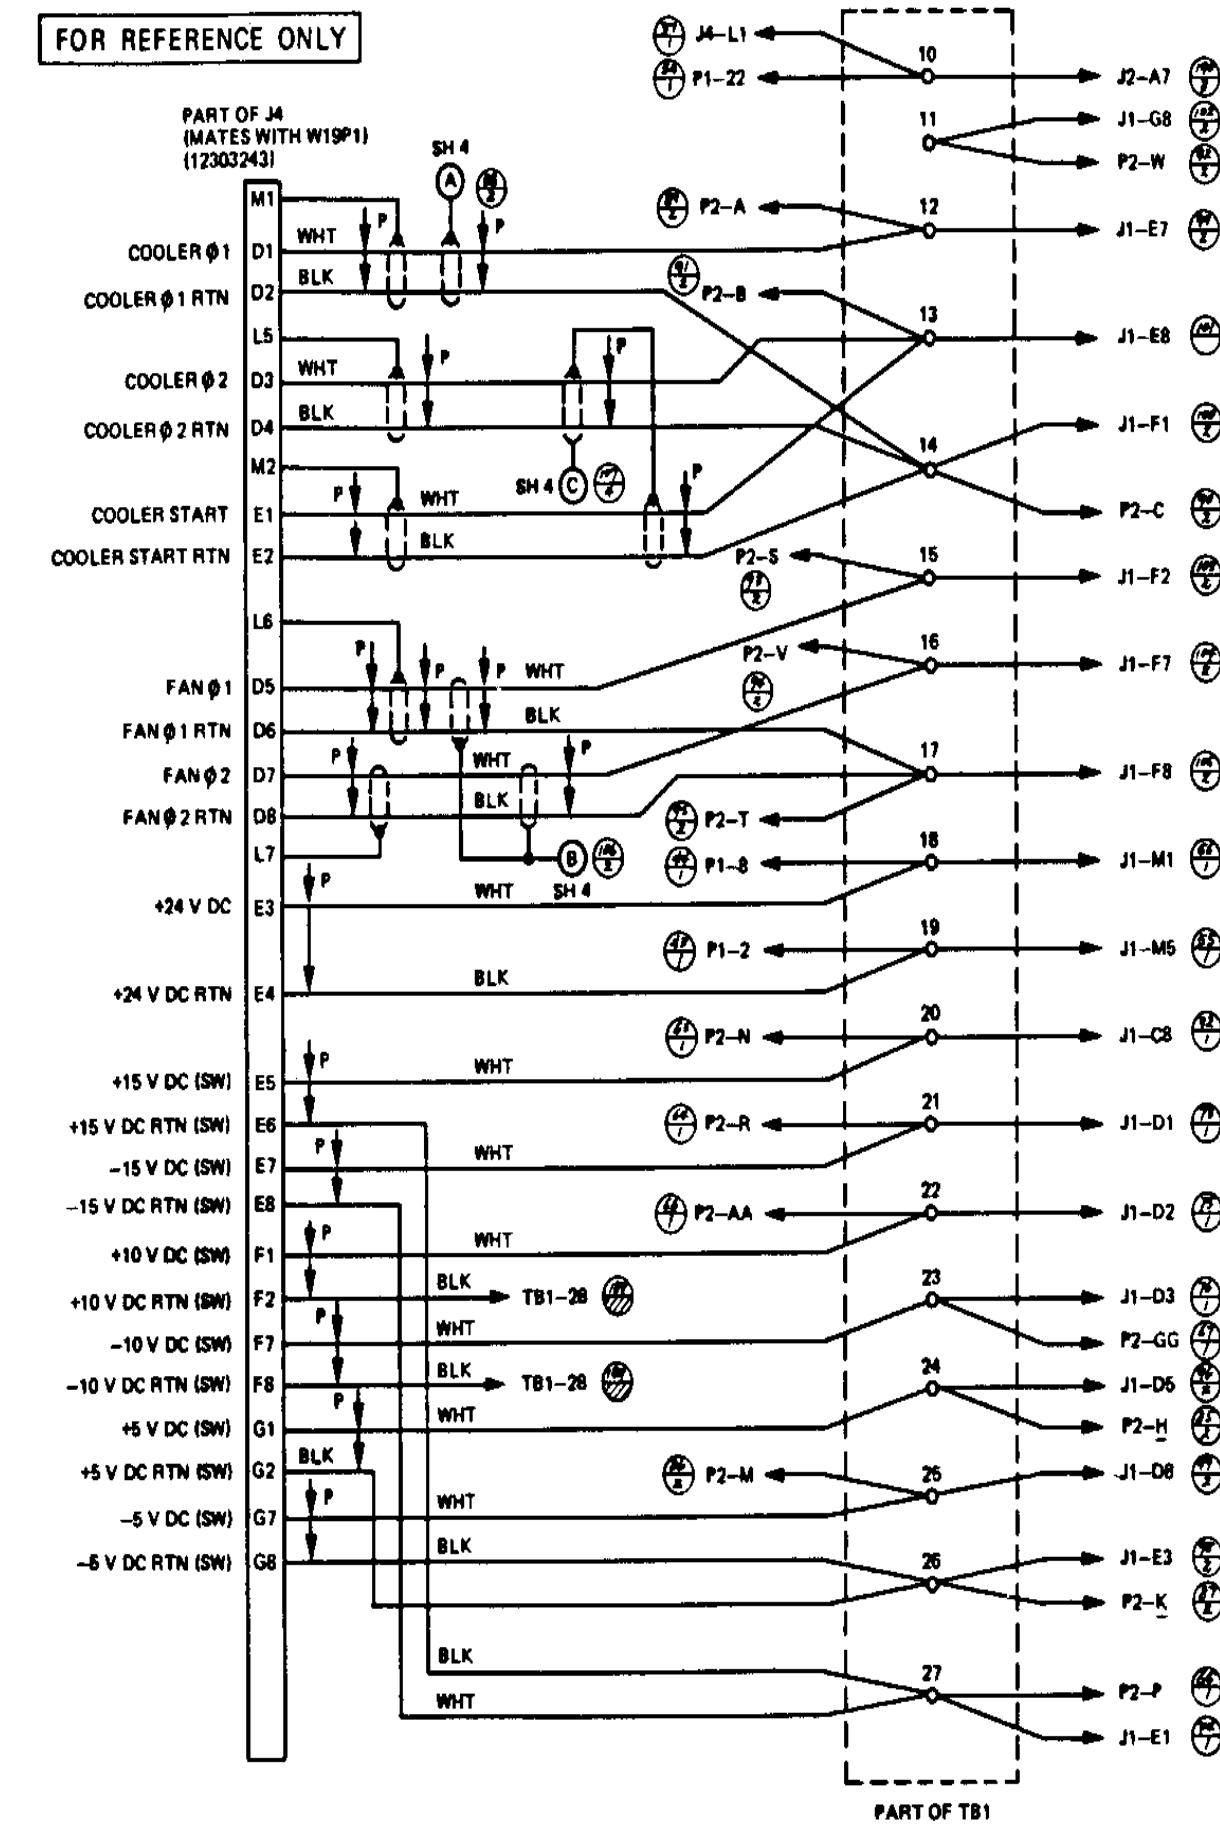 FOR REFERENCE ONLY
PART OF J4
(MATES WITH W19P1)
(12303243)
SH 4
A
J4-L1
P1-22
10
J2-A7
11
J1-G8
P2-W
M1
P
P
P2-A
12
J1-E7
COOLER ϕ1
D1
WHT
COOLER ϕ1 RTN
D2
BLK
P2-B
13
J1-E8
L5
P
P
COOLER ϕ2
D3
WHT
COOLER ϕ2 RTN
D4
BLK
14
J1-F1
M2
P
P
SH 4
C
COOLER START
E1
WHT
P2-C
COOLER START RTN
E2
BLK
P2-S
15
J1-F2
L6
P
P
P
P2-V
16
J1-F7
FAN ϕ1
D5
WHT
FAN ϕ1 RTN
D6
BLK
P
P
FAN ϕ2
D7
WHT
17
J1-F8
FAN ϕ2 RTN
D8
BLK
P2-T
L7
B
SH 4
P1-8
18
J1-M1
P
+24 V DC
E3
WHT
P1-2
19
J1-M5
+24 V DC RTN
E4
BLK
P2-N
20
J1-C8
P
+15 V DC (SW)
E5
WHT
+15 V DC RTN (SW)
E6
P2-R
21
J1-D1
P
-15 V DC (SW)
E7
WHT
-15 V DC RTN (SW)
E8
P2-AA
22
J1-D2
P
+10 V DC (SW)
F1
WHT
+10 V DC RTN (SW)
F2
BLK
TB1-28
23
J1-D3
P
-10 V DC (SW)
F7
WHT
P2-GG
-10 V DC RTN (SW)
F8
BLK
TB1-28
24
J1-D5
P
+5 V DC (SW)
G1
WHT
P2-H
+5 V DC RTN (SW)
G2
BLK
P2-M
25
J1-D6
P
-5 V DC (SW)
G7
WHT
-5 V DC RTN (SW)
G8
BLK
26
J1-E3
P2-K
BLK
27
P2-P
WHT
J1-E1
PART OF TB1